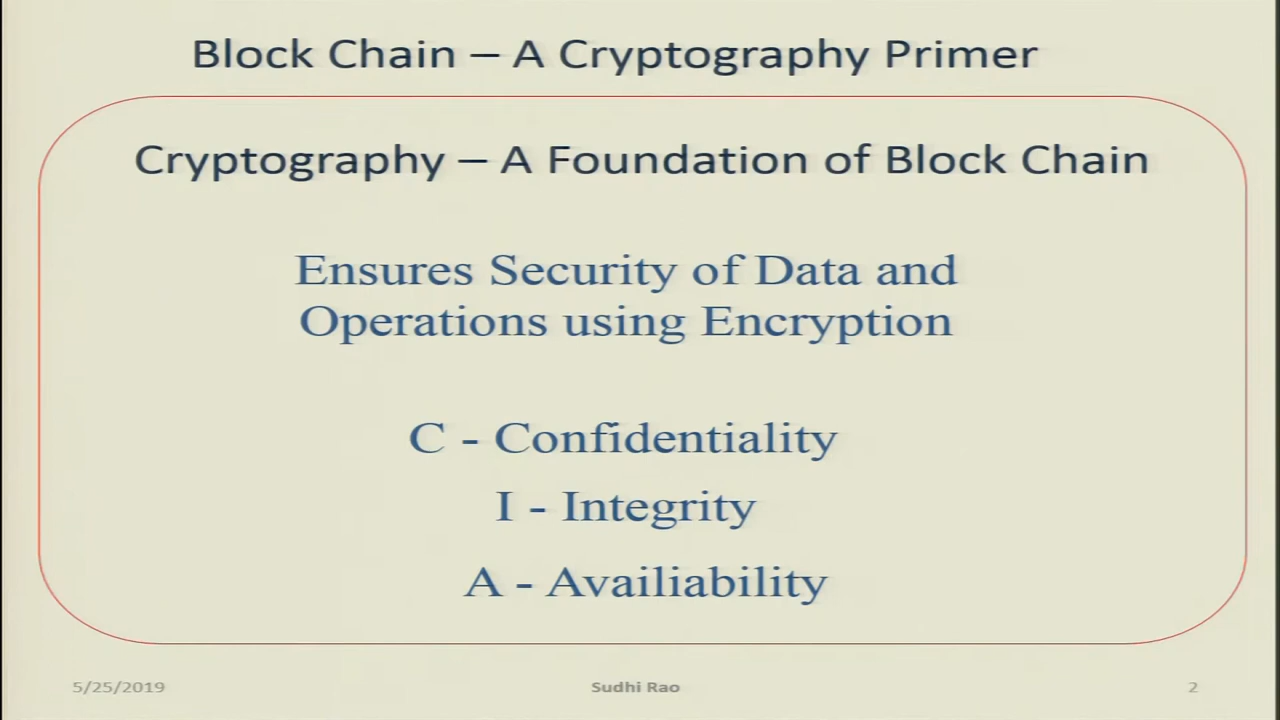 Block Chain – A Cryptography Primer
Cryptography – A Foundation of Block Chain
Ensures Security of Data and
Operations using Encryption
C - Confidentiality
I - Integrity
A - Availiability
5/25/2019
Sudhi Rao
2